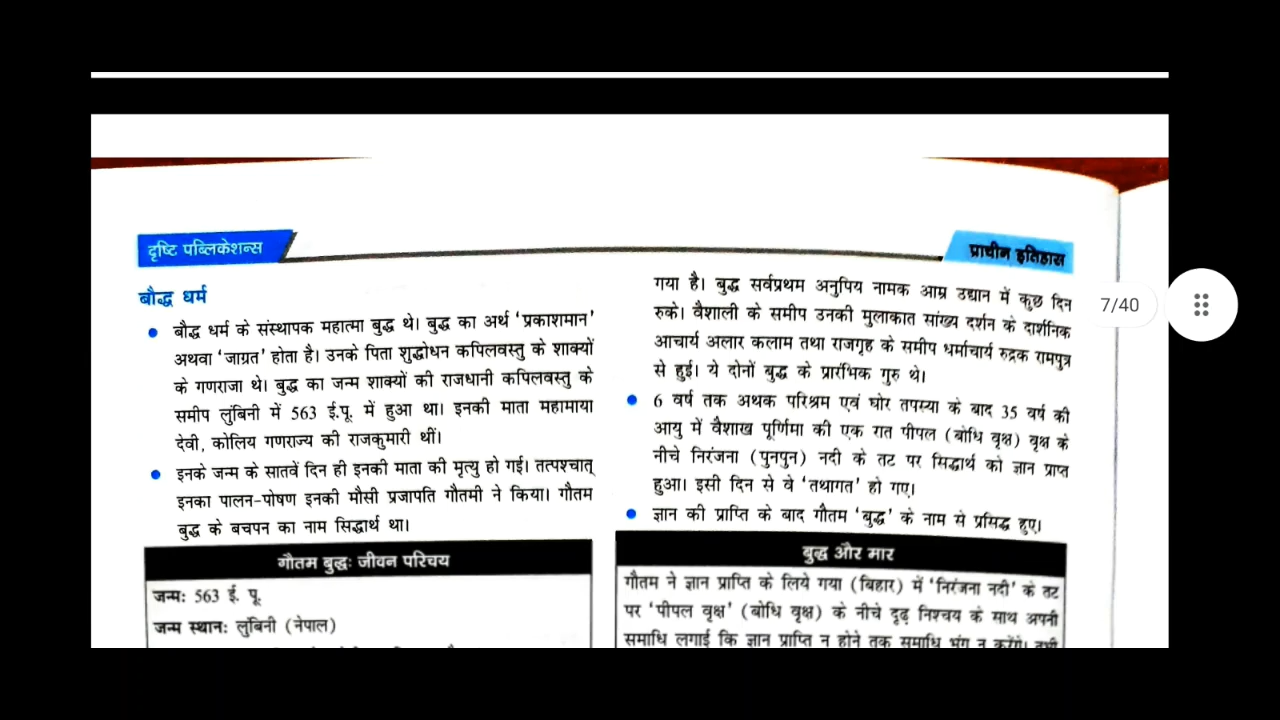 दृष्टि पब्लिकेशन्स
प्राचीन इतिहास
7/40
बौद्ध धर्म
● बौद्ध धर्म के संस्थापक महात्मा बुद्ध थे। बुद्ध का अर्थ ‘प्रकाशमान’
अथवा ‘जाग्रत’ होता है। उनके पिता शुद्धोधन कपिलवस्तु के शाक्यों
के गणराजा थे। बुद्ध का जन्म शाक्यों की राजधानी कपिलवस्तु के
समीप लुंबिनी में 563 ई.पू. में हुआ था। इनकी माता महामाया
देवी, कोलिय गणराज्य की राजकुमारी थीं।
● इनके जन्म के सातवें दिन ही इनकी माता की मृत्यु हो गई। तत्पश्चात्
इनका पालन-पोषण इनकी मौसी प्रजापति गौतमी ने किया। गौतम
बुद्ध के बचपन का नाम सिद्धार्थ था।
गौतम बुद्ध: जीवन परिचय
जन्म: 563 ई. पू.
जन्म स्थान: लुंबिनी (नेपाल)
गया है। बुद्ध सर्वप्रथम अनुपिय नामक आम्र उद्यान में कुछ दिन
रुके। वैशाली के समीप उनकी मुलाकात सांख्य दर्शन के दार्शनिक
आचार्य अलार कलाम तथा राजगृह के समीप धर्माचार्य रुद्रक रामपुत्र
से हुई। ये दोनों बुद्ध के प्रारंभिक गुरु थे।
● 6 वर्ष तक अथक परिश्रम एवं घोर तपस्या के बाद 35 वर्ष की
आयु में वैशाख पूर्णिमा की एक रात पीपल (बोधि वृक्ष) वृक्ष के
नीचे निरंजना (पुनपुन) नदी के तट पर सिद्धार्थ को ज्ञान प्राप्त
हुआ। इसी दिन से वे ‘तथागत’ हो गए।
● ज्ञान की प्राप्ति के बाद गौतम ‘बुद्ध’ के नाम से प्रसिद्ध हुए।
बुद्ध और मार
गौतम ने ज्ञान प्राप्ति के लिये गया (बिहार) में ‘निरंजना नदी’ के तट
पर ‘पीपल वृक्ष’ (बोधि वृक्ष) के नीचे दृढ़ निश्चय के साथ अपनी
समाधि लगाई कि ज्ञान प्राप्ति न होने तक समाधि भंग न करेंगे।